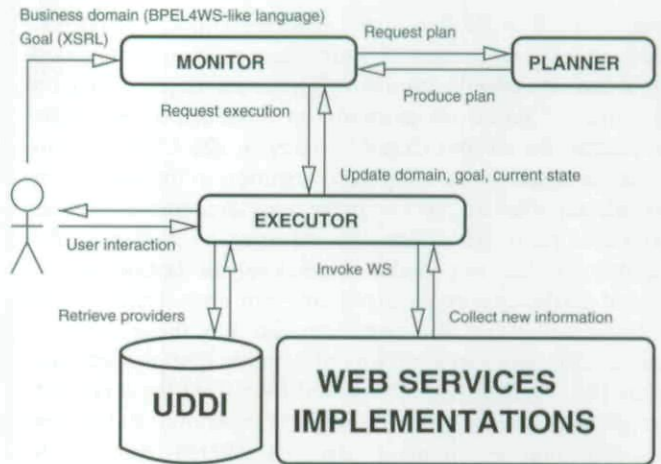 Business domain (BPEL4WS-like language)
Goal (XSRL)
MONITOR
Request plan
PLANNER
Produce plan
Request execution
Update domain, goal, current state
EXECUTOR
User interaction
Invoke WS
Retrieve providers
Collect new information
UDDI
WEB SERVICES
IMPLEMENTATIONS